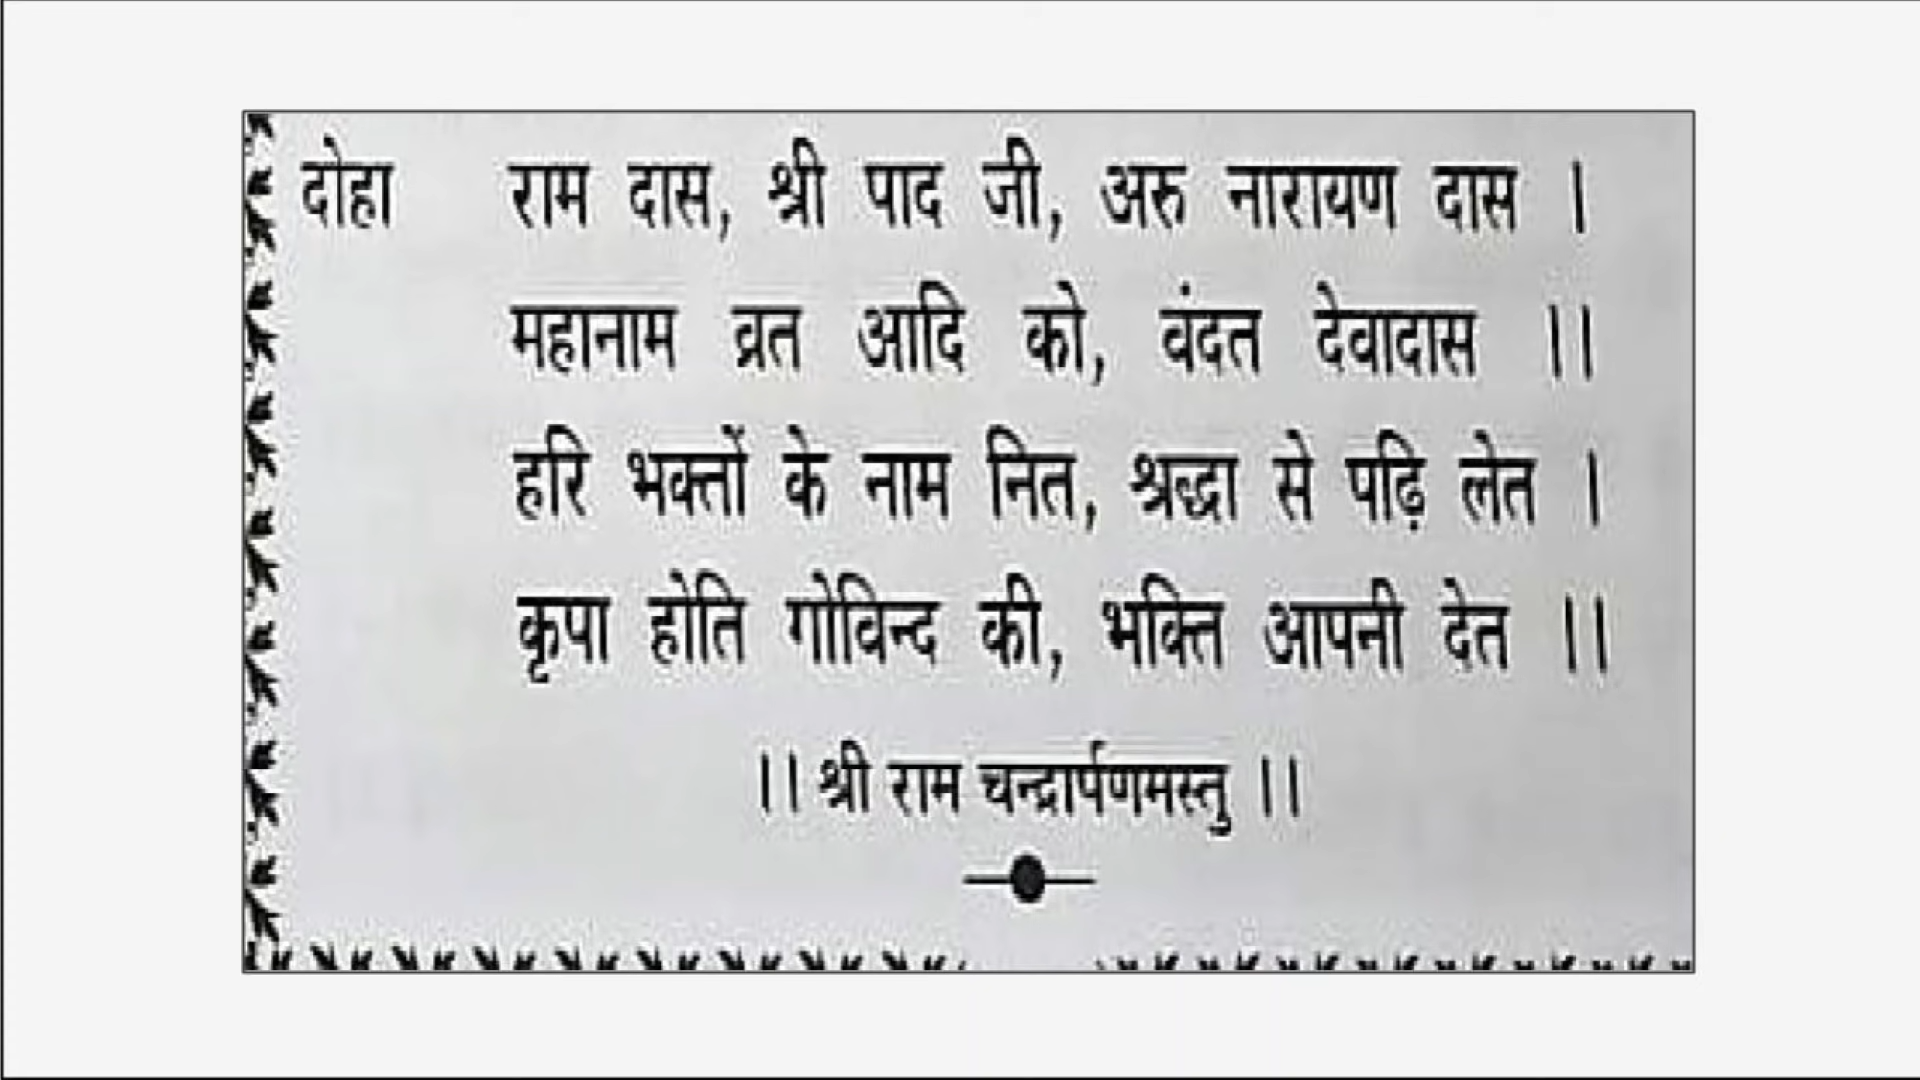 दोहा राम दास, श्री पाद जी, अरु नारायण दास ।
महानाम व्रत आदि को, वंदत देवादास ।।
हरि भक्तों के नाम नित, श्रद्धा से पढ़ि लेत ।
कृपा होति गोविन्द की, भक्ति आपनी देत ।।
।। श्री राम चन्द्रार्पणमस्तु ।।